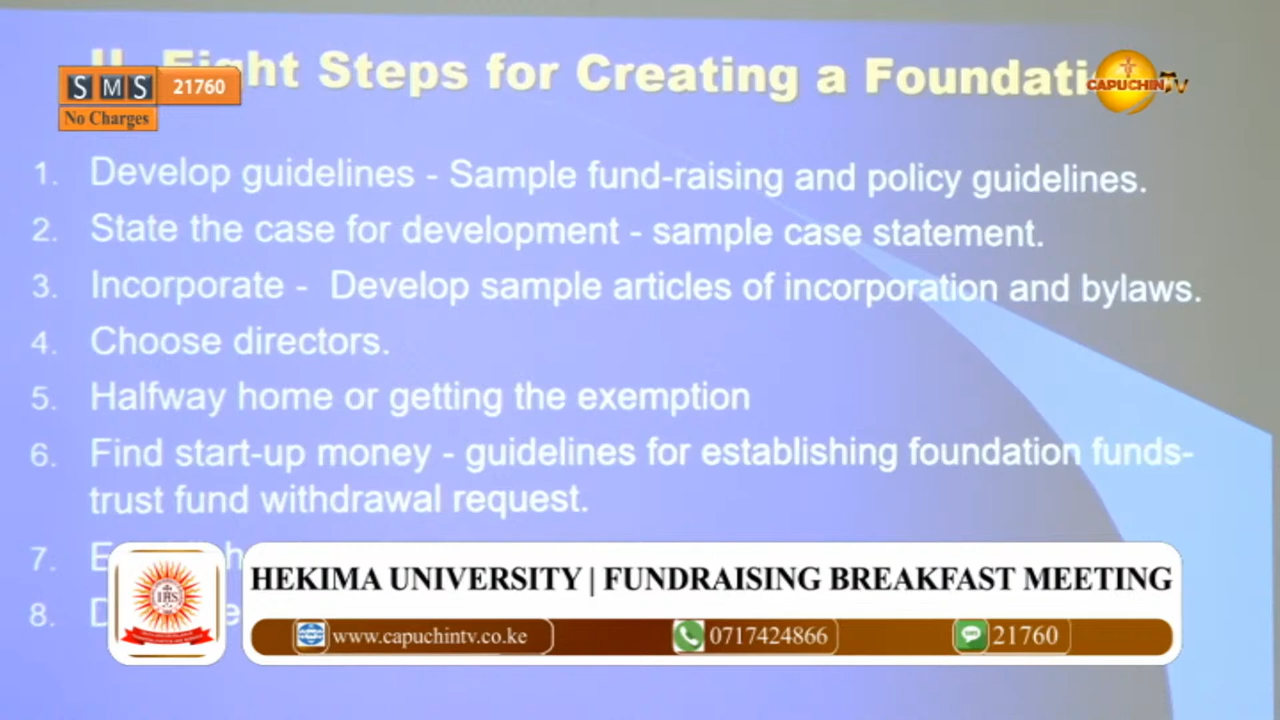 II. Eight Steps for Creating a
SMS 21760
No Charges
CAPUCHIN TV
1. Develop guidelines - Sample fund-raising and policy guidelines.
2. State the case for development - sample case statement.
3. Incorporate - Develop sample articles of incorporation and bylaws.
4. Choose directors.
5. Halfway home or getting the exemption
6. Find start-up money - guidelines for establishing foundation funds-
trust fund withdrawal request.
7.
8.
IHS
HEKIMA UNIVERSITY | FUNDRAISING BREAKFAST MEETING
www.capuchintv.co.ke 0717424866 21760